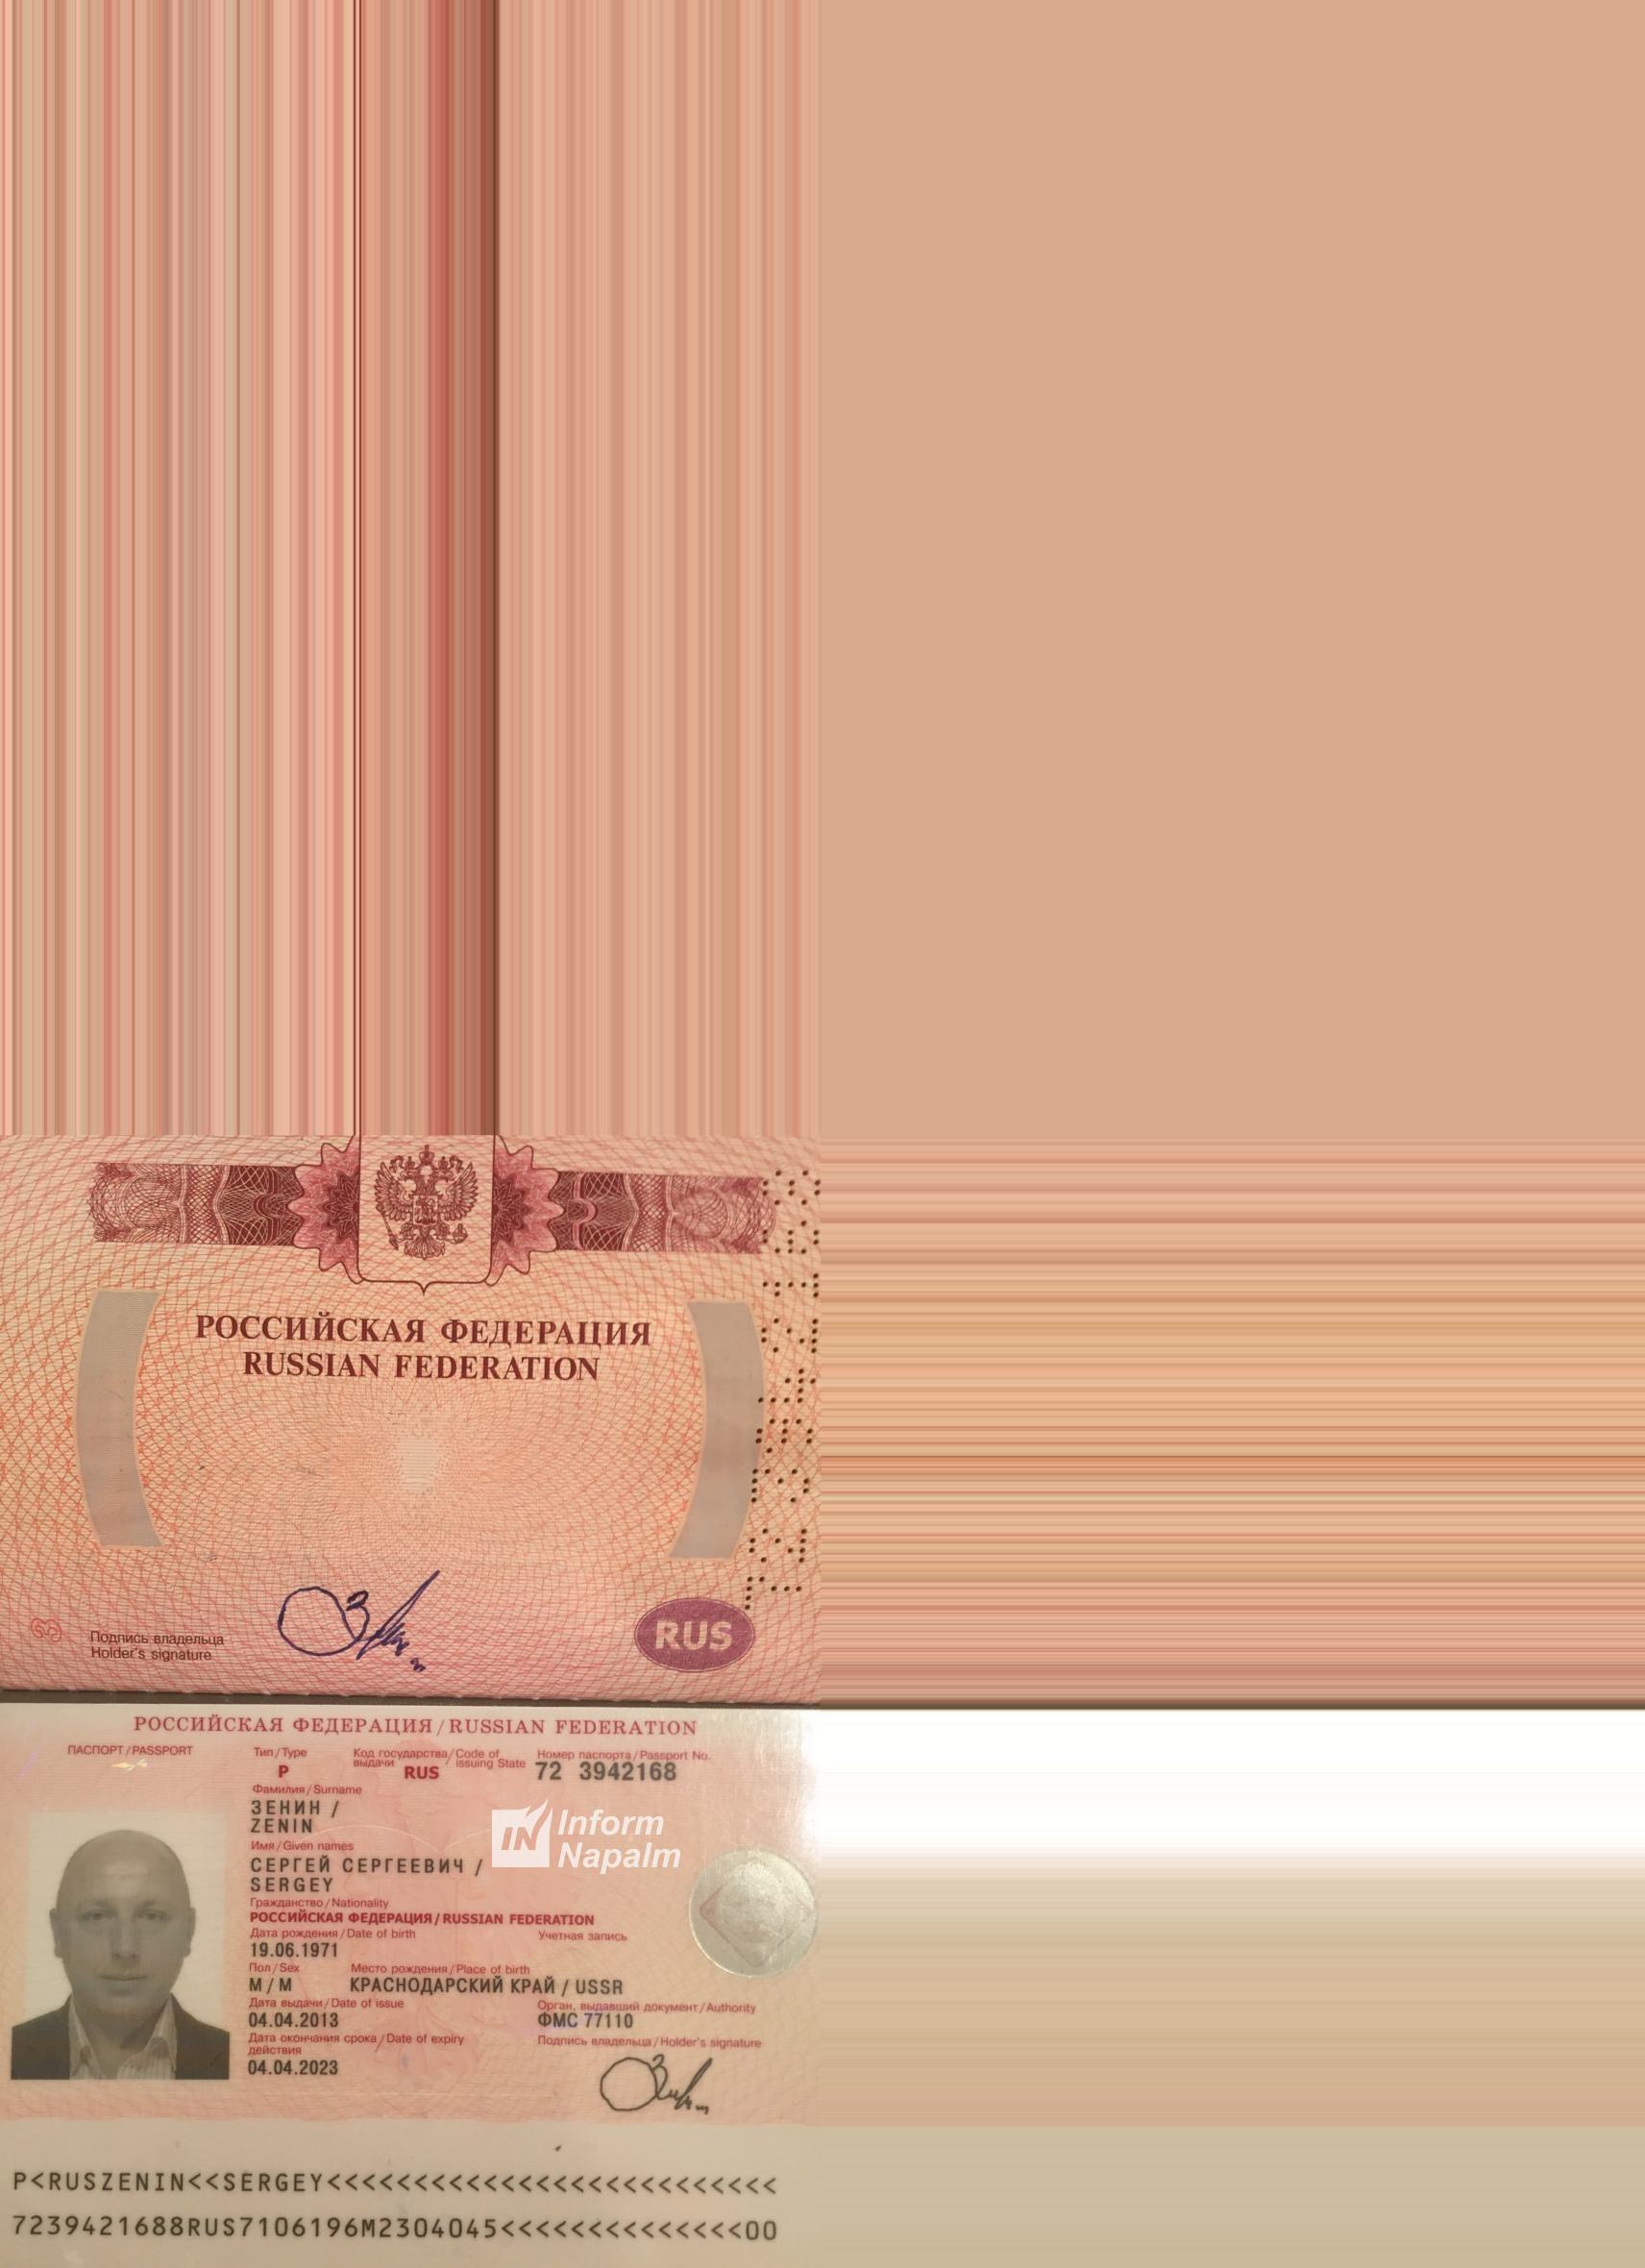 РОССИЙСКАЯ ФЕДЕРАЦИЯ
RUSSIAN FEDERATION
Подпись владельца
Holder's signature
RUS
РОССИЙСКАЯ ФЕДЕРАЦИЯ / RUSSIAN FEDERATION
ПАСПОРТ / PASSPORT
Тип / Type
P
Код государства / Code of
выдачи issuing State
RUS
Номер паспорта / Passport No.
72 3942168
Фамилия / Surname
ЗЕНИН /
ZENIN
Имя / Given names
СЕРГЕЙ СЕРГЕЕВИЧ /
SERGEY
Inform
Napalm
Гражданство / Nationality
РОССИЙСКАЯ ФЕДЕРАЦИЯ / RUSSIAN FEDERATION
Дата рождения / Date of birth
19.06.1971
Учетная запись
Пол / Sex
М / M
Место рождения / Place of birth
КРАСНОДАРСКИЙ КРАЙ / USSR
Дата выдачи / Date of issue
04.04.2013
Орган, выдавший документ / Authority
ФМС 77110
Дата окончания срока / Date of expiry
действия
04.04.2023
Подпись владельца / Holder's signature
P<RUSZENIN<<SERGEY<<<<<<<<<<<<<<<<<<<<<<<<<<
7239421688RUS7106196M2304045<<<<<<<<<<<<<<00